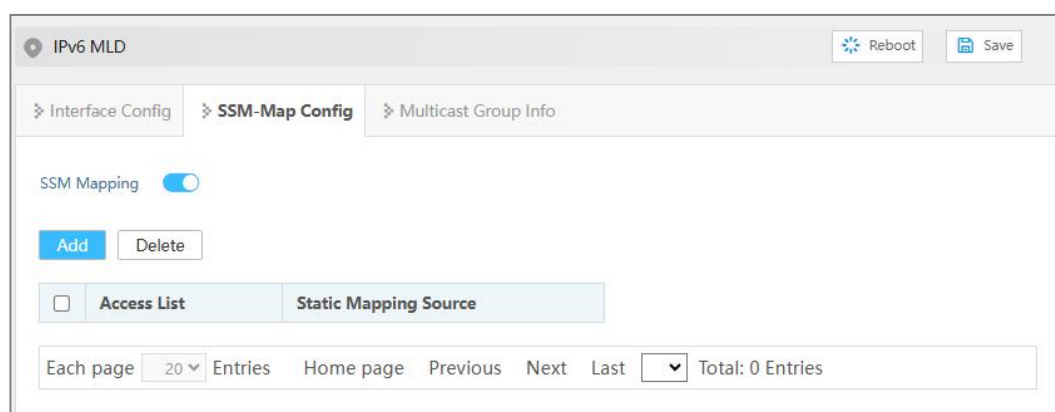 IPv6 MLD Reboot Save
Interface Config SSM-Map Config Multicast Group Info
SSM Mapping
Add Delete
Access List Static Mapping Source
Each page 20 Entries Home page Previous Next Last Total: 0 Entries